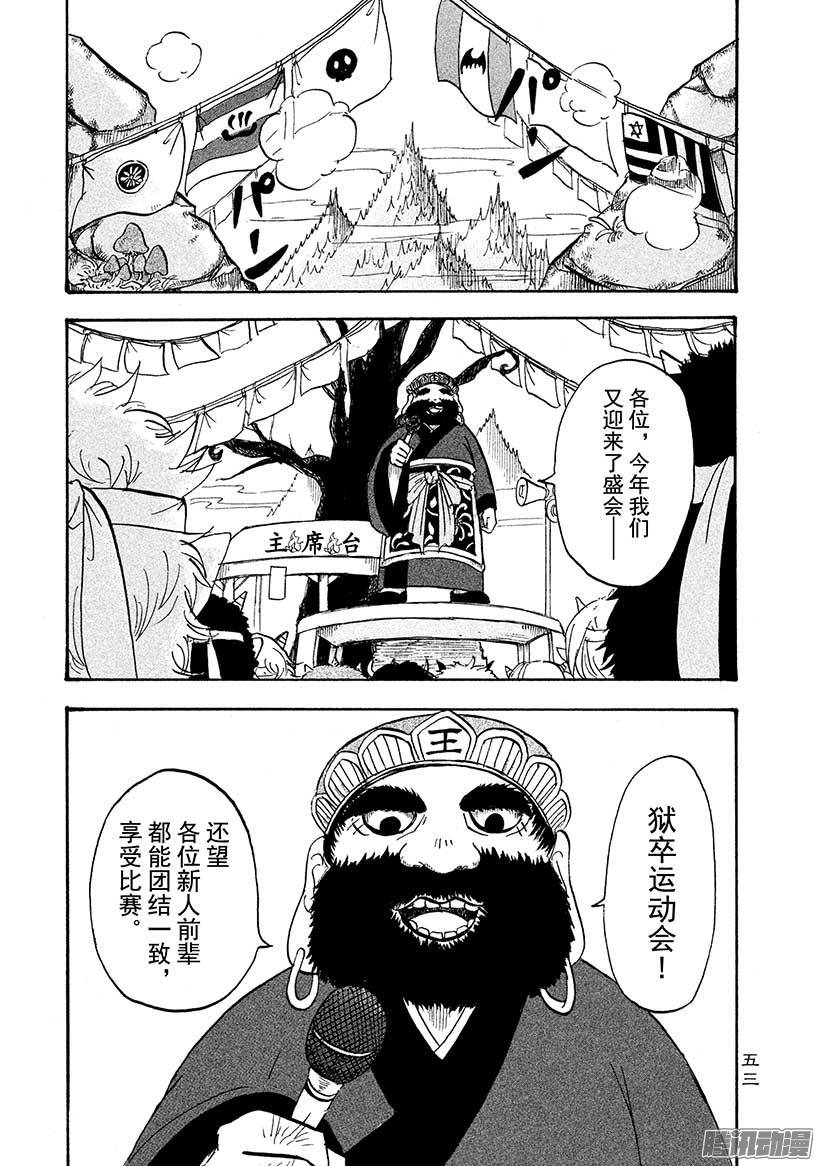 パーン
パーン
各位，今年我们
又迎来了盛会——
主席台
狱卒运动会！
王
还望
各位新人前辈
都能团结一致，
享受比赛。
五三
腾讯动漫